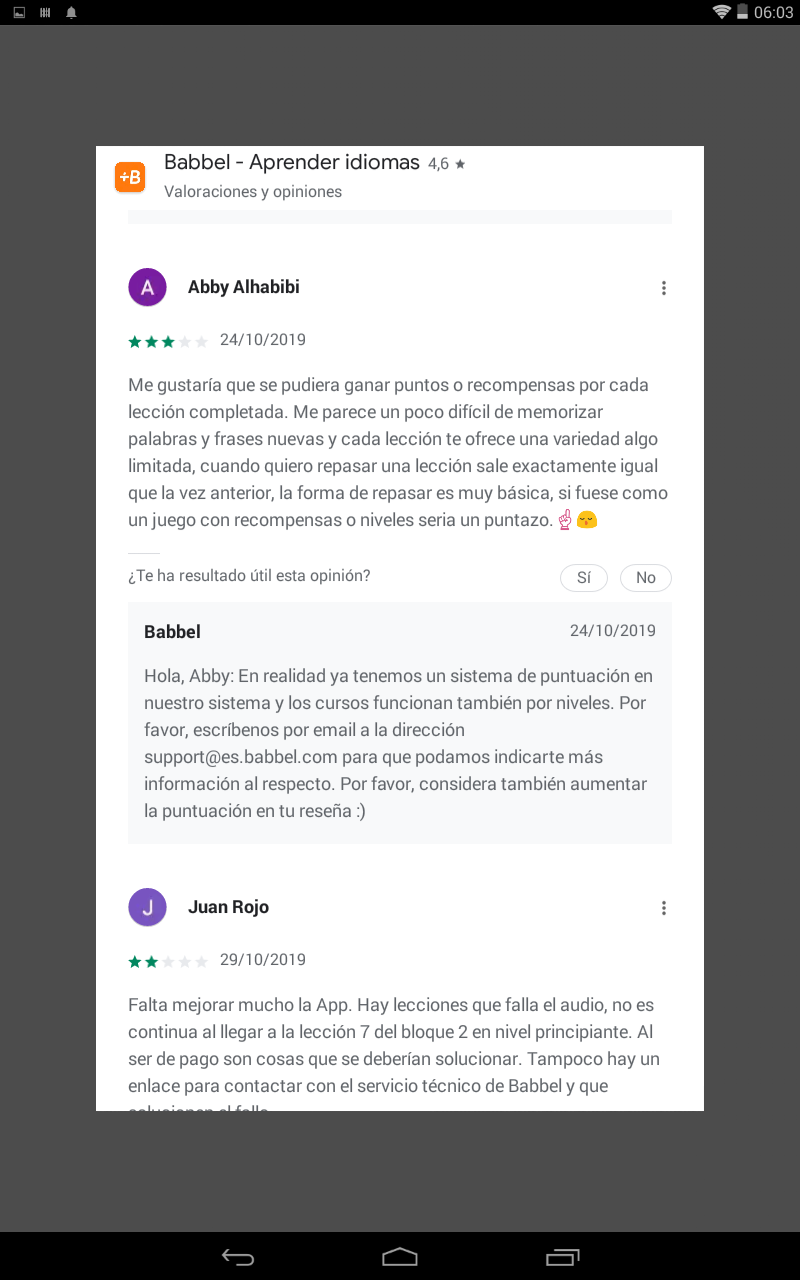 06:03
+B
Babbel - Aprender idiomas 4,6 ★
Valoraciones y opiniones
A
Abby Alhabibi
24/10/2019
Me gustaría que se pudiera ganar puntos o recompensas por cada
lección completada. Me parece un poco difícil de memorizar
palabras y frases nuevas y cada lección te ofrece una variedad algo
limitada, cuando quiero repasar una lección sale exactamente igual
que la vez anterior, la forma de repasar es muy básica, si fuese como
un juego con recompensas o niveles seria un puntazo. ☝😌
¿Te ha resultado útil esta opinión?
Sí
No
Babbel
24/10/2019
Hola, Abby: En realidad ya tenemos un sistema de puntuación en
nuestro sistema y los cursos funcionan también por niveles. Por
favor, escríbenos por email a la dirección
support@es.babbel.com para que podamos indicarte más
información al respecto. Por favor, considera también aumentar
la puntuación en tu reseña :)
J
Juan Rojo
29/10/2019
Falta mejorar mucho la App. Hay lecciones que falla el audio, no es
continua al llegar a la lección 7 del bloque 2 en nivel principiante. Al
ser de pago son cosas que se deberían solucionar. Tampoco hay un
enlace para contactar con el servicio técnico de Babbel y que